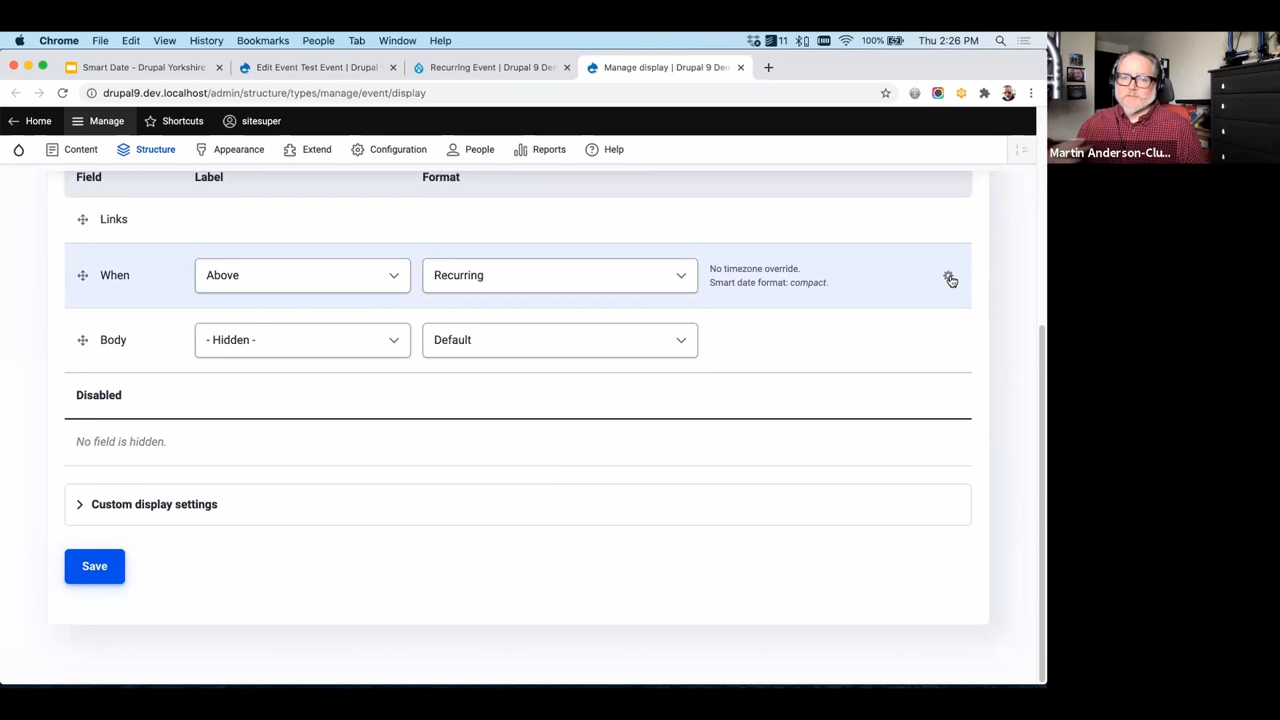 Chrome File Edit View History Bookmarks People Tab Window Help 11 100% Thu 2:26 PM
Smart Date - Drupal Yorkshire Edit Event Test Event | Drupal Recurring Event | Drupal 9 Den Manage display | Drupal 9 Den
drupal9.dev.localhost/admin/structure/types/manage/event/display
Home Manage Shortcuts sitesuper
Content Structure Appearance Extend Configuration People Reports Help
Martin Anderson-Clu...
Field Label Format
Links
When Above Recurring No timezone override.
Smart date format: compact.
Body - Hidden - Default
Disabled
No field is hidden.
Custom display settings
Save